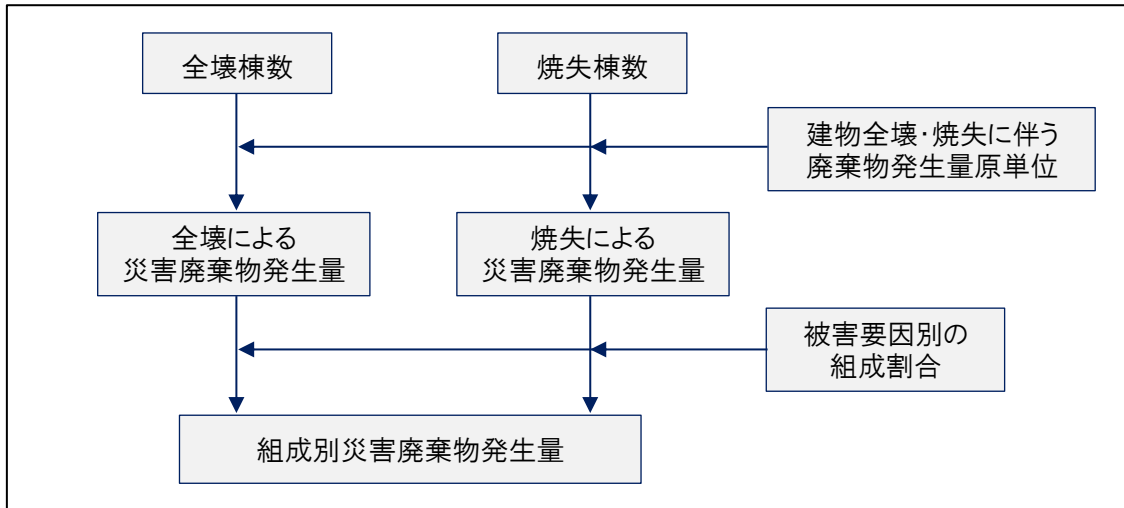 全壊棟数
焼失棟数
建物全壊・焼失に伴う
廃棄物発生量原単位
全壊による
災害廃棄物発生量
焼失による
災害廃棄物発生量
被害要因別の
組成割合
組成別災害廃棄物発生量